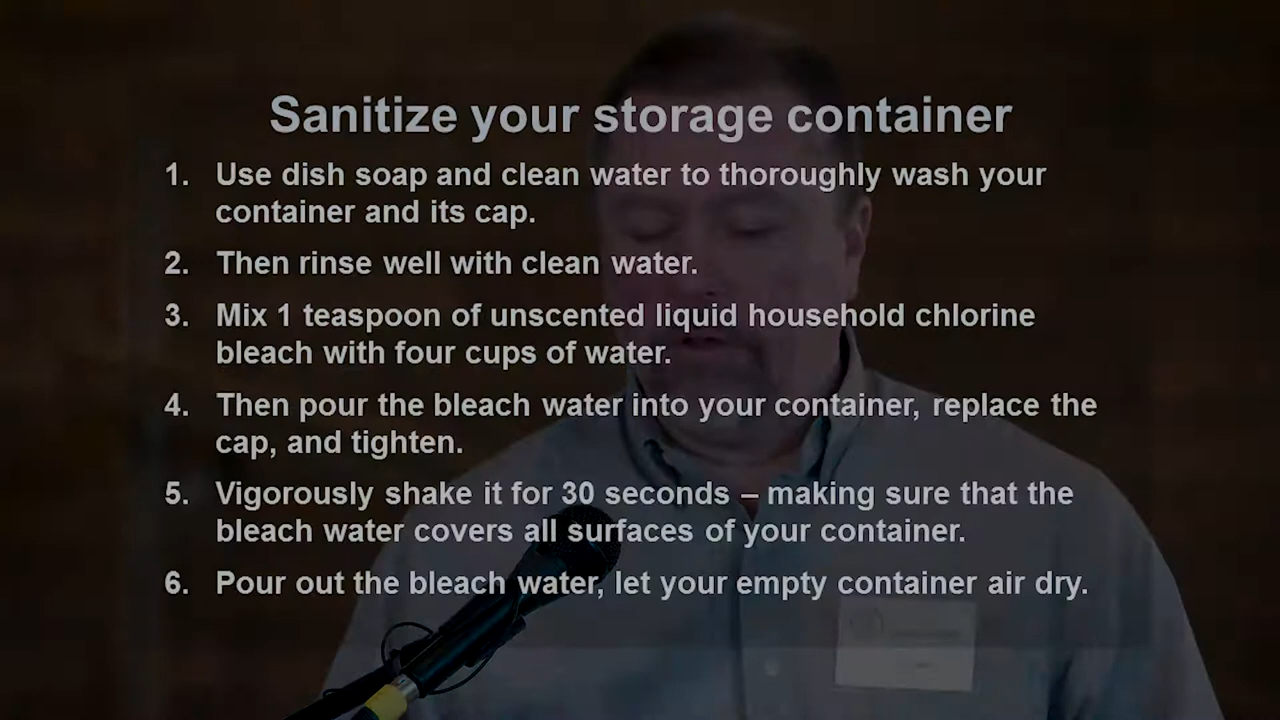 Sanitize your storage container
1. Use dish soap and clean water to thoroughly wash your
container and its cap.
2. Then rinse well with clean water.
3. Mix 1 teaspoon of unscented liquid household chlorine
bleach with four cups of water.
4. Then pour the bleach water into your container, replace the
cap, and tighten.
5. Vigorously shake it for 30 seconds – making sure that the
bleach water covers all surfaces of your container.
6. Pour out the bleach water, let your empty container air dry.